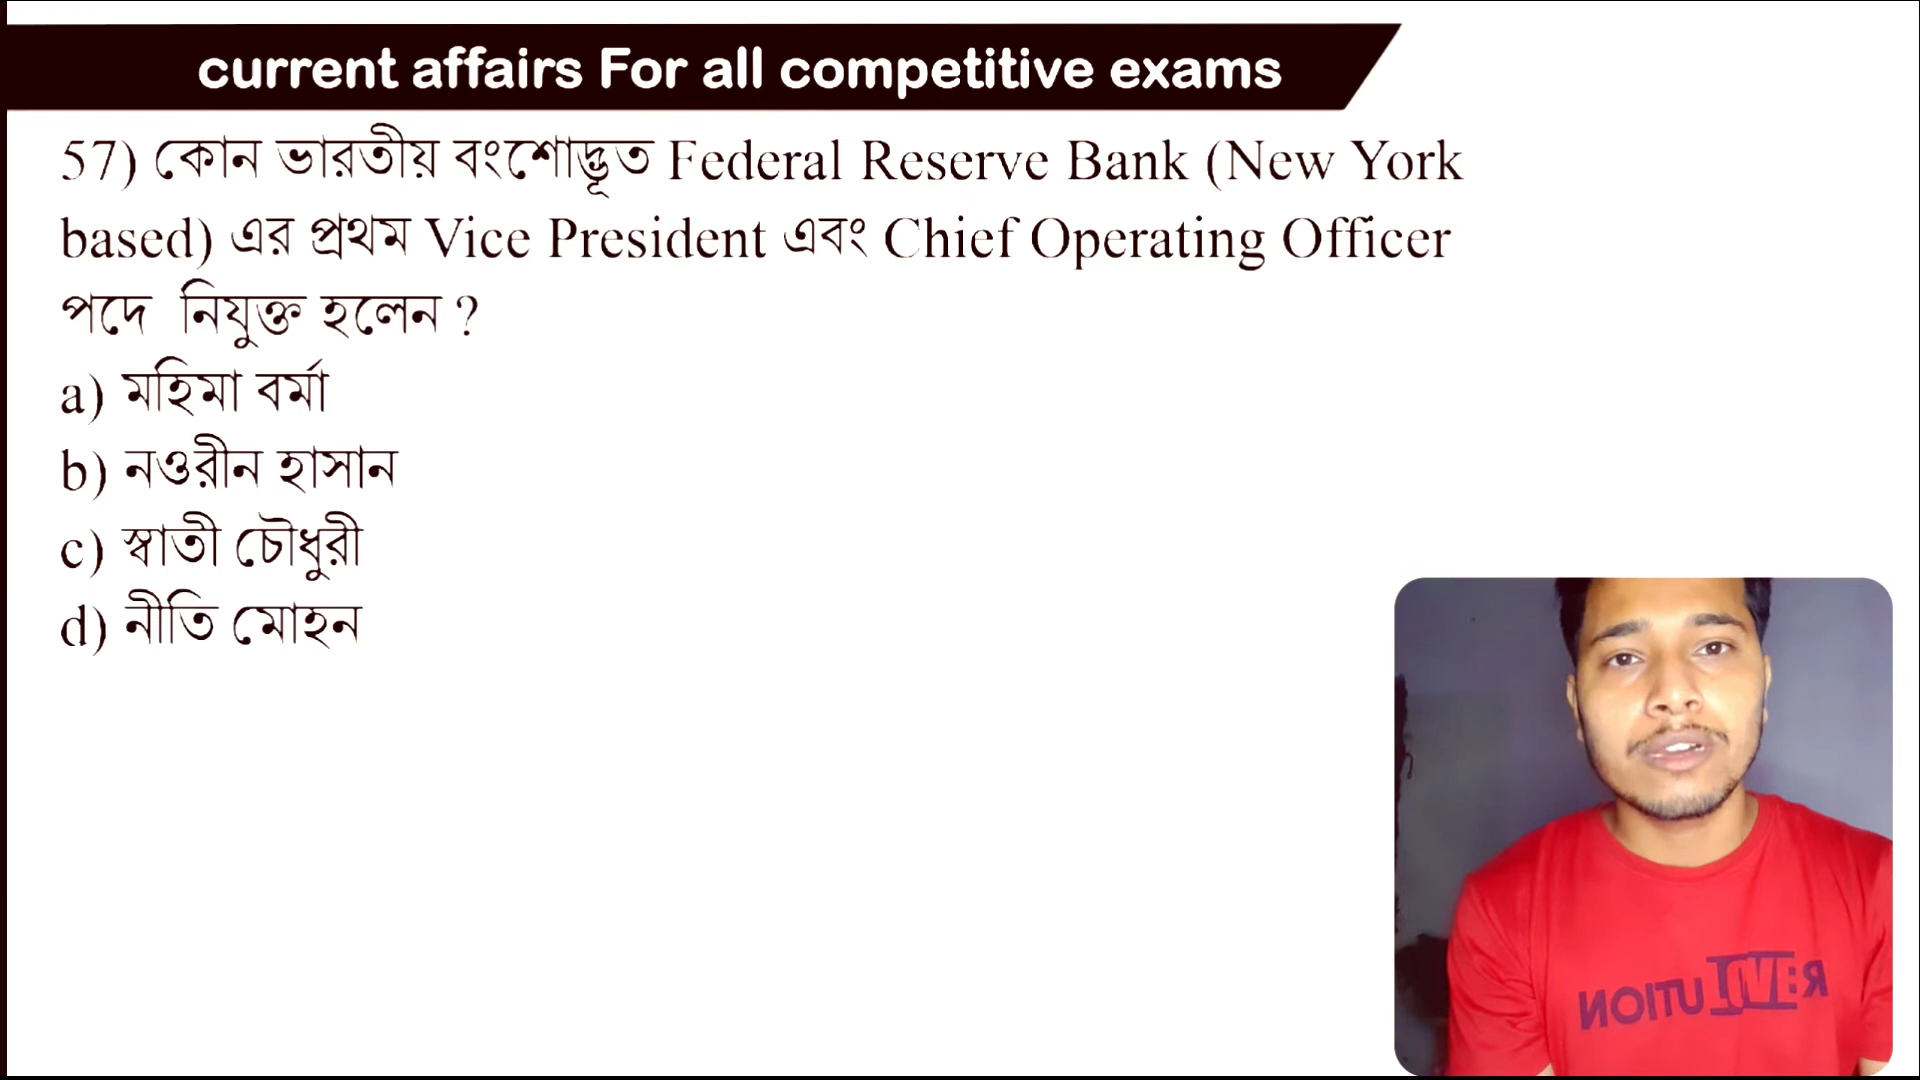 current affairs For all competitive exams
57) কোন ভারতীয় বংশোদ্ভূত Federal Reserve Bank (New York
based) এর প্রথম Vice President এবং Chief Operating Officer
পদে নিযুক্ত হলেন ?
a) মহিমা বর্মা
b) নওরীন হাসান
c) স্বাতী চৌধুরী
d) নীতি মোহন
REVOLUTION